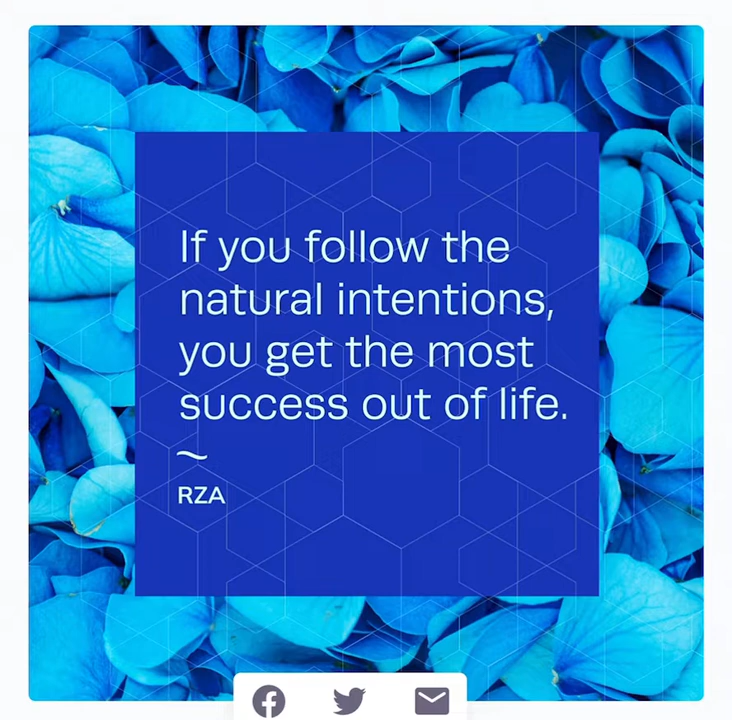 If you follow the
natural intentions,
you get the most
success out of life.
~
RZA